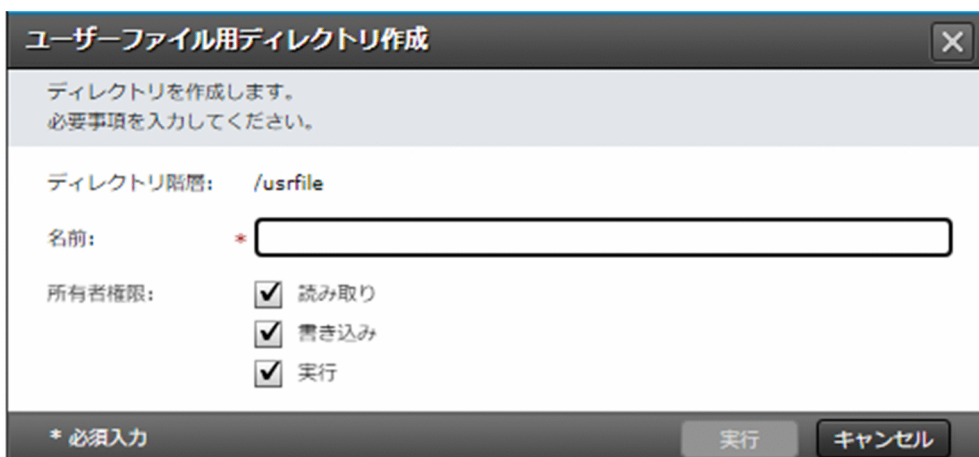 ユーザーファイル用ディレクトリ作成
ディレクトリを作成します。
必要事項を入力してください。
ディレクトリ階層: /usrfile
名前: *
所有者権限: 読み取り
書き込み
実行
* 必須入力 実行 キャンセル